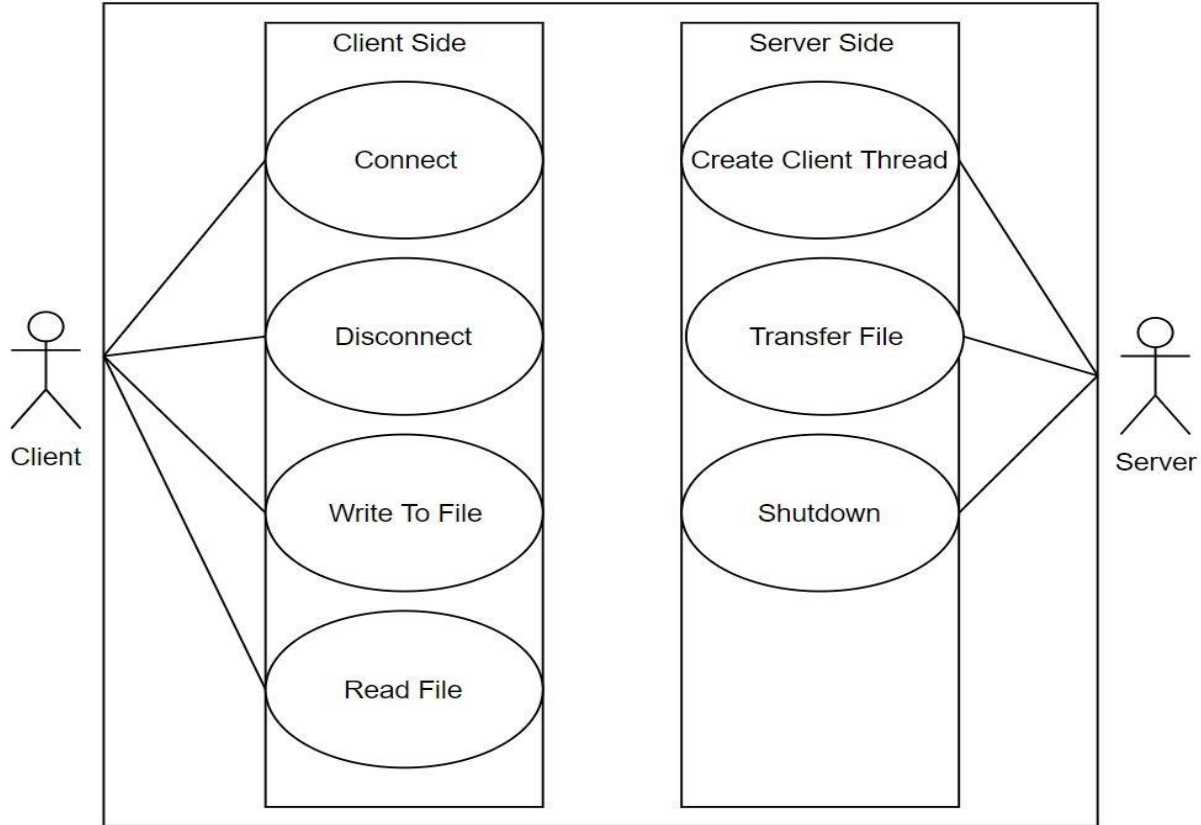 Client Side
Server Side
Connect
Create Client Thread
Disconnect
Transfer File
Client
Server
Write To File
Shutdown
Read File